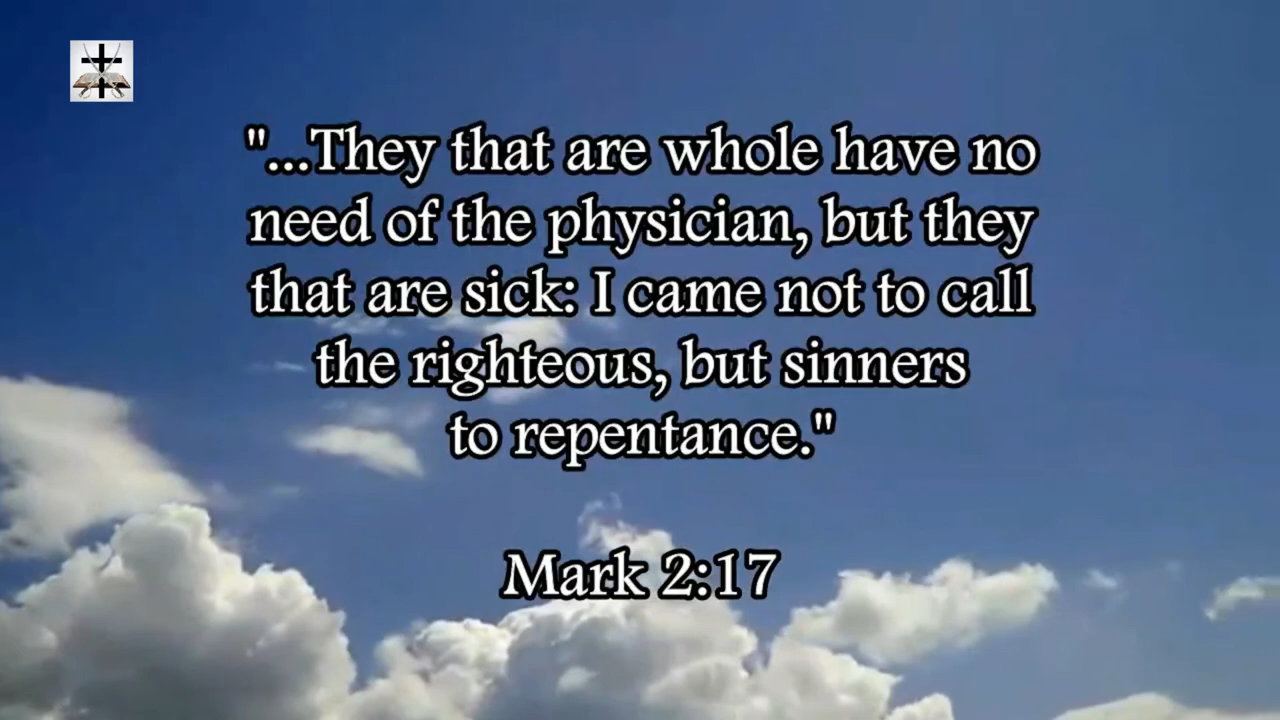 "...They that are whole have no
need of the physician, but they
that are sick: I came not to call
the righteous, but sinners
to repentance."
Mark 2:17